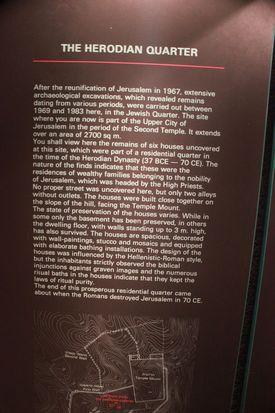 THE HERODIAN QUARTER
After the reunification of Jerusalem in 1967, extensive
archaeological excavations, which revealed remains
dating from various periods, were carried out between
1969 and 1983 here, in the Jewish Quarter. The site
where you are now is part of the Upper City of
Jerusalem in the period of the Second Temple. It extends
over an area of 2700 sq m.
You shall view here the remains of six houses uncovered
at this site, which were part of a residential quarter in
the time of the Herodian Dynasty (37 BCE — 70 CE). The
nature of the finds indicates that these were the
residences of wealthy families belonging to the nobility
of Jerusalem, which was headed by the High Priests.
No proper street was uncovered here, but only two alleys
without outlets. The houses were built close together on
the slope of the hill, facing the Temple Mount.
The state of preservation of the houses varies. While in
some only the basement has been preserved, in others
the dwelling floor, with walls standing up to 3 m. high,
has also survived. The houses are spacious, decorated
with wall-paintings, stucco and mosaics and equipped
with elaborate bathing installations. The design of the
houses was influenced by the Hellenistic-Roman style,
but the inhabitants strictly observed the biblical
injunctions against graven images and the numerous
ritual baths in the houses indicate that they kept the
laws of ritual purity.
The end of this prosperous residential quarter came
about when the Romans destroyed Jerusalem in 70 CE.
Temple Mount